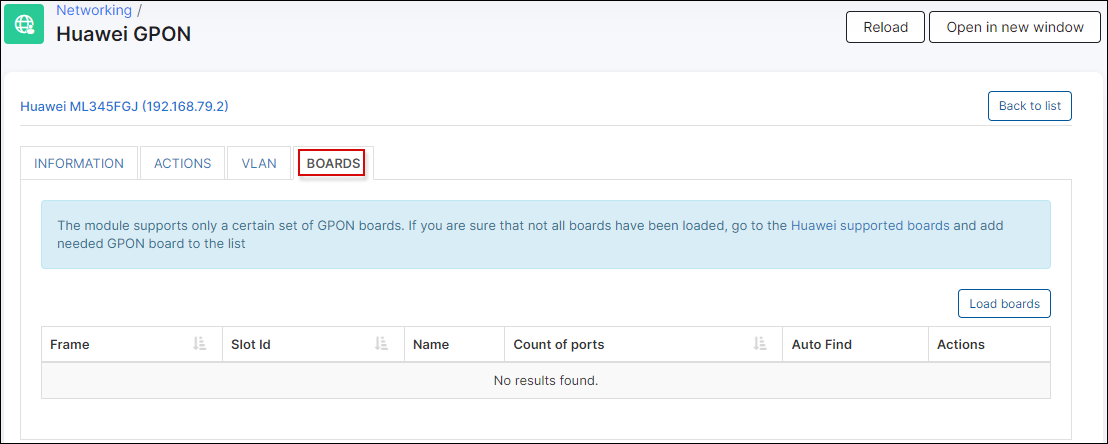 Networking /
Huawei GPON
Reload
Open in new window
Huawei ML345FGJ (192.168.79.2)
Back to list
INFORMATION
ACTIONS
VLAN
BOARDS
The module supports only a certain set of GPON boards. If you are sure that not all boards have been loaded, go to the Huawei supported boards and add
needed GPON board to the list
Load boards
Frame
Slot Id
Name
Count of ports
Auto Find
Actions
No results found.